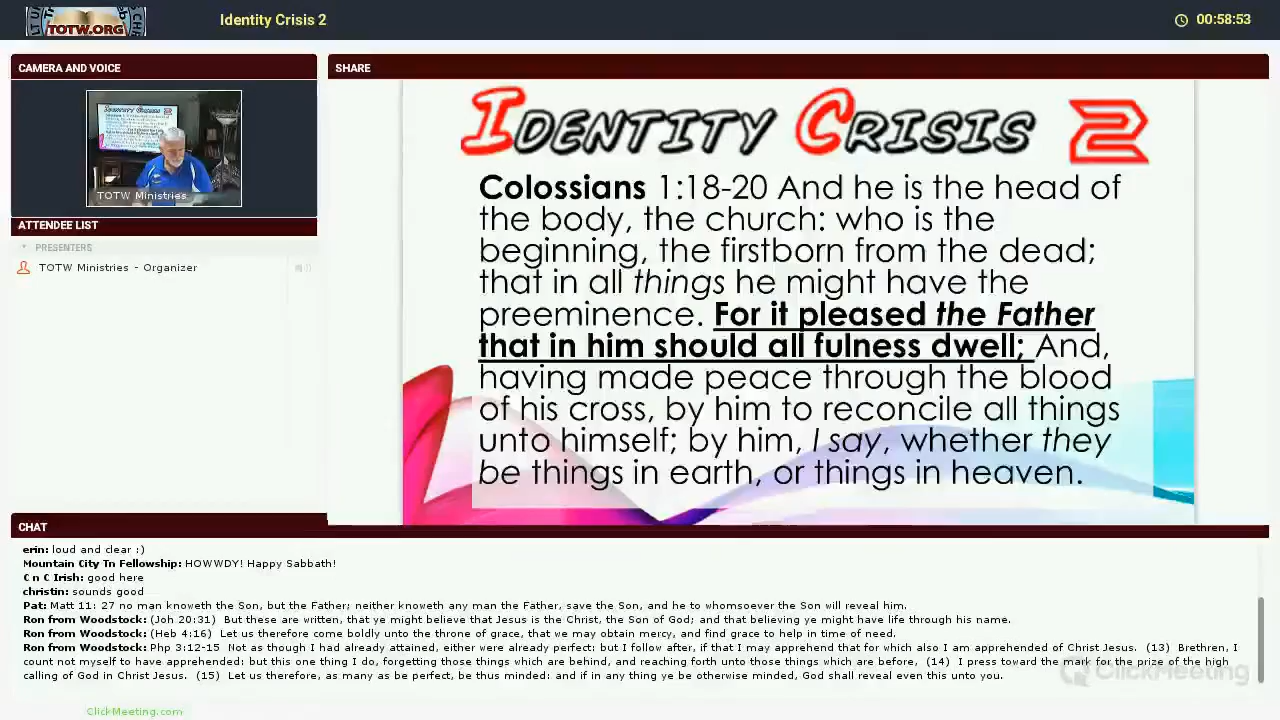 TOTW.ORG
Identity Crisis 2
00:58:53
CAMERA AND VOICE
TOTW Ministries
ATTENDEE LIST
PRESENTERS
TOTW Ministries - Organizer
SHARE
IDENTITY CRISIS 2
Colossians 1:18-20 And he is the head of
the body, the church: who is the
beginning, the firstborn from the dead;
that in all things he might have the
preeminence. For it pleased the Father
that in him should all fulness dwell; And,
having made peace through the blood
of his cross, by him to reconcile all things
unto himself; by him, I say, whether they
be things in earth, or things in heaven.
CHAT
erin: loud and clear :)
Mountain City Tn Fellowship: HOWWDY! Happy Sabbath!
C n C Irish: good here
christin: sounds good
Pat: Matt 11: 27 no man knoweth the Son, but the Father; neither knoweth any man the Father, save the Son, and he to whomsoever the Son will reveal him.
Ron from Woodstock: (Joh 20:31) But these are written, that ye might believe that Jesus is the Christ, the Son of God; and that believing ye might have life through his name.
Ron from Woodstock: (Heb 4:16) Let us therefore come boldly unto the throne of grace, that we may obtain mercy, and find grace to help in time of need.
Ron from Woodstock: Php 3:12-15 Not as though I had already attained, either were already perfect: but I follow after, if that I may apprehend that for which also I am apprehended of Christ Jesus. (13) Brethren, I
count not myself to have apprehended: but this one thing I do, forgetting those things which are behind, and reaching forth unto those things which are before, (14) I press toward the mark for the prize of the high
calling of God in Christ Jesus. (15) Let us therefore, as many as be perfect, be thus minded: and if in any thing ye be otherwise minded, God shall reveal even this unto you.
ClickMeeting
ClickMeeting.com